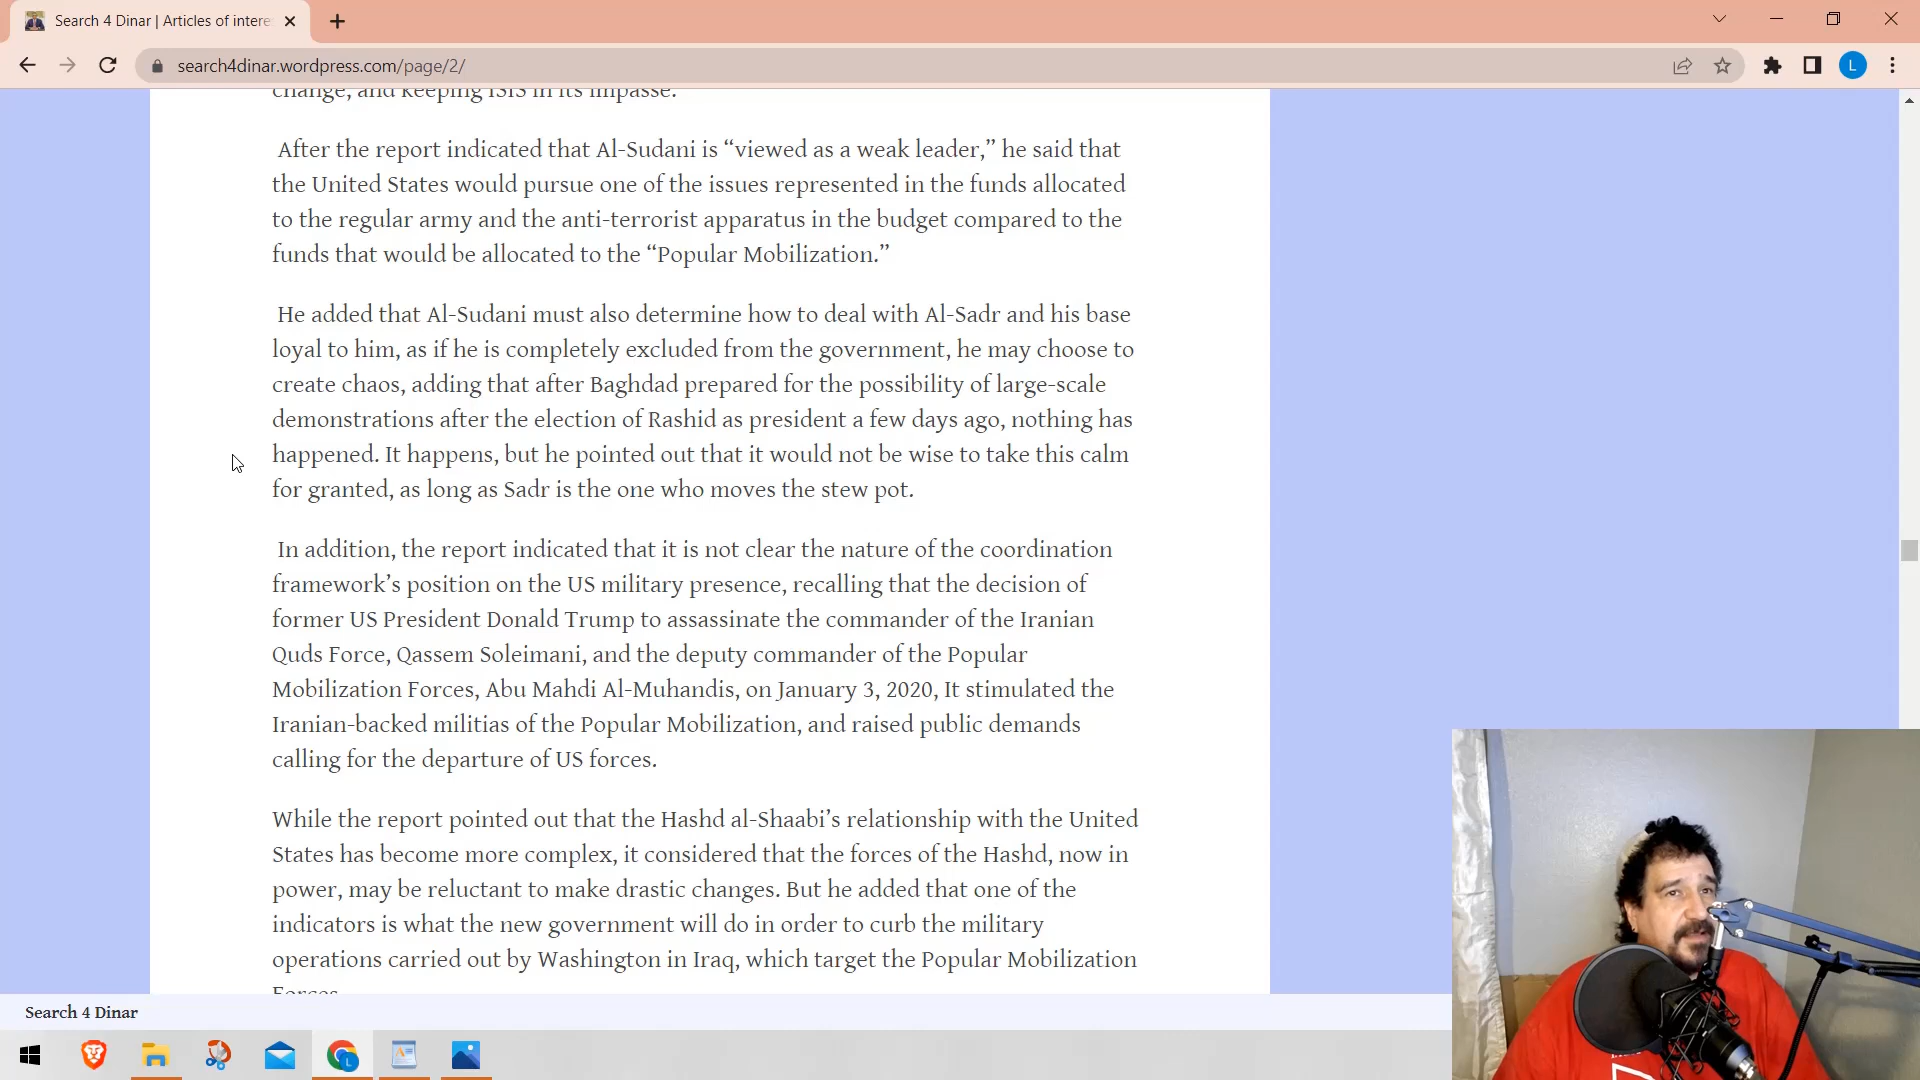 Search 4 Dinar | Articles of intere
search4dinar.wordpress.com/page/2/
L
change, and keeping ISIS in its impasse.
After the report indicated that Al-Sudani is “viewed as a weak leader,” he said that
the United States would pursue one of the issues represented in the funds allocated
to the regular army and the anti-terrorist apparatus in the budget compared to the
funds that would be allocated to the “Popular Mobilization.”
He added that Al-Sudani must also determine how to deal with Al-Sadr and his base
loyal to him, as if he is completely excluded from the government, he may choose to
create chaos, adding that after Baghdad prepared for the possibility of large-scale
demonstrations after the election of Rashid as president a few days ago, nothing has
happened. It happens, but he pointed out that it would not be wise to take this calm
for granted, as long as Sadr is the one who moves the stew pot.
In addition, the report indicated that it is not clear the nature of the coordination
framework’s position on the US military presence, recalling that the decision of
former US President Donald Trump to assassinate the commander of the Iranian
Quds Force, Qassem Soleimani, and the deputy commander of the Popular
Mobilization Forces, Abu Mahdi Al-Muhandis, on January 3, 2020, It stimulated the
Iranian-backed militias of the Popular Mobilization, and raised public demands
calling for the departure of US forces.
While the report pointed out that the Hashd al-Shaabi’s relationship with the United
States has become more complex, it considered that the forces of the Hashd, now in
power, may be reluctant to make drastic changes. But he added that one of the
indicators is what the new government will do in order to curb the military
operations carried out by Washington in Iraq, which target the Popular Mobilization
Forces.
Search 4 Dinar